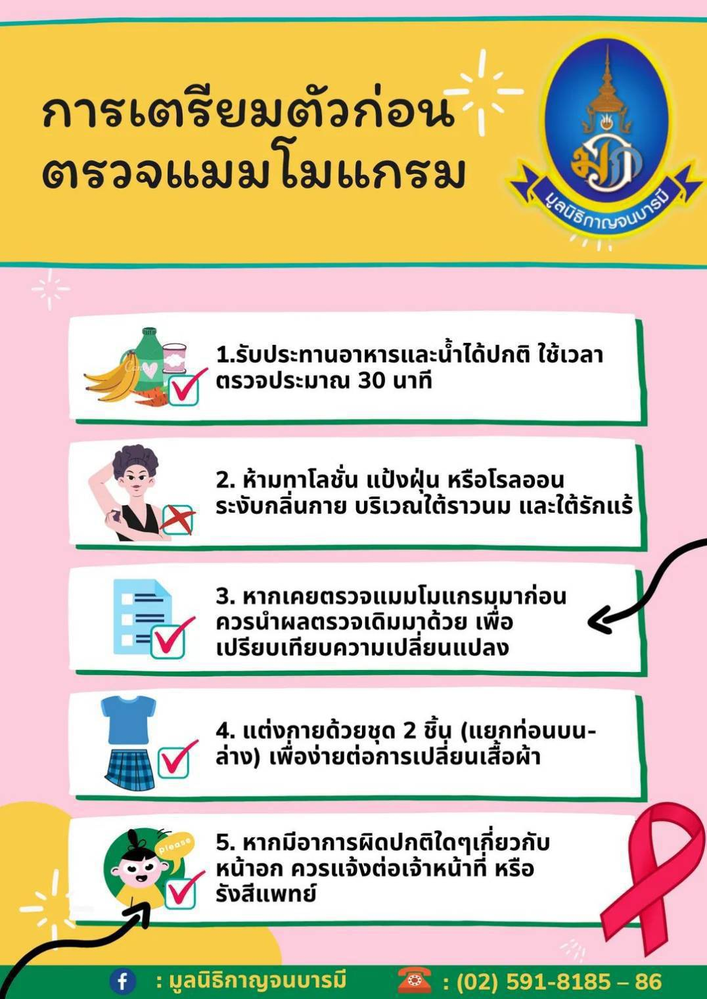 การเตรียมตัวก่อน
ตรวจแมมโมแกรม
มก
มูลนิธิกาญจนบารมี
1.รับประทานอาหารและน้ำได้ปกติ ใช้เวลา
ตรวจประมาณ 30 นาที
2. ห้ามทาโลชั่น แป้งฝุ่น หรือโรลออน
ระงับกลิ่นกาย บริเวณใต้ราวนม และใต้รักแร้
3. หากเคยตรวจแมมโมแกรมมาก่อน
ควรนำผลตรวจเดิมมาด้วย เพื่อ
เปรียบเทียบความเปลี่ยนแปลง
4. แต่งกายด้วยชุด 2 ชิ้น (แยกท่อนบน-
ล่าง) เพื่อง่ายต่อการเปลี่ยนเสื้อผ้า
please
5. หากมีอาการผิดปกติใดๆเกี่ยวกับ
หน้าอก ควรแจ้งต่อเจ้าหน้าที่ หรือ
รังสีแพทย์
f : มูลนิธิกาญจนบารมี
: (02) 591-8185 – 86